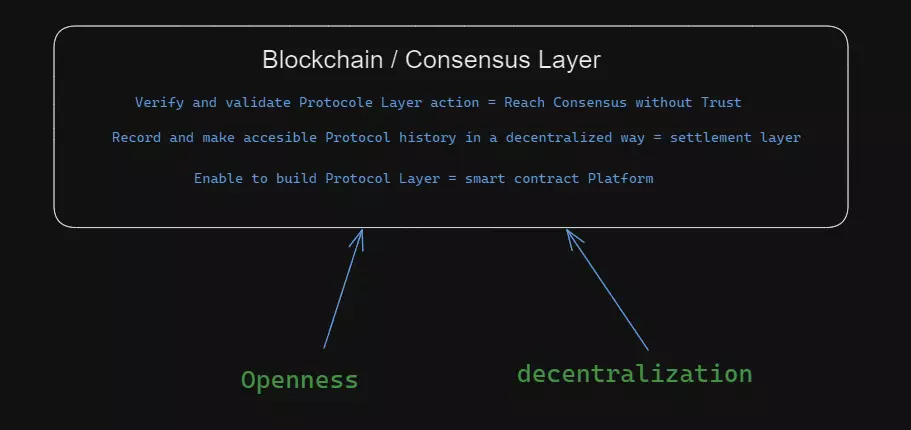 Blockchain / Consensus Layer
Verify and validate Protocole Layer action = Reach Consensus without Trust
Record and make accesible Protocol history in a decentralized way = settlement layer
Enable to build Protocol Layer = smart contract Platform
Openness
decentralization